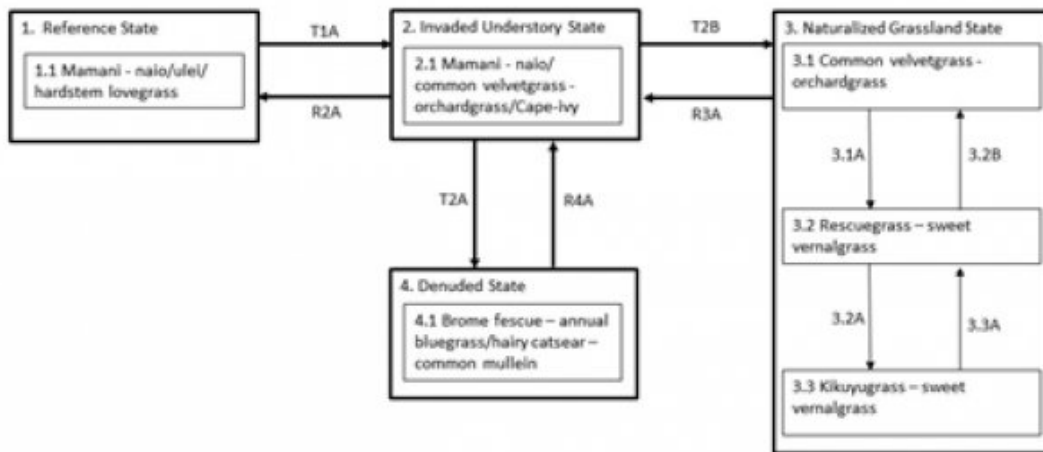 1. Reference State
1.1 Mamani - naio/ulei/
hardstem lovegrass
T1A
R2A
2. Invaded Understory State
2.1 Mamani - naio/
common velvetgrass -
orchardgrass/Cape-ivy
T2B
R3A
T2A
R4A
3. Naturalized Grassland State
3.1 Common velvetgrass -
orchardgrass
3.1A
3.2B
3.2 Rescuegrass – sweet
vernalgrass
3.2A
3.3A
3.3 Kikuyugrass – sweet
vernalgrass
4. Denuded State
4.1 Brome fescue – annual
bluegrass/hairy catsear –
common mullein